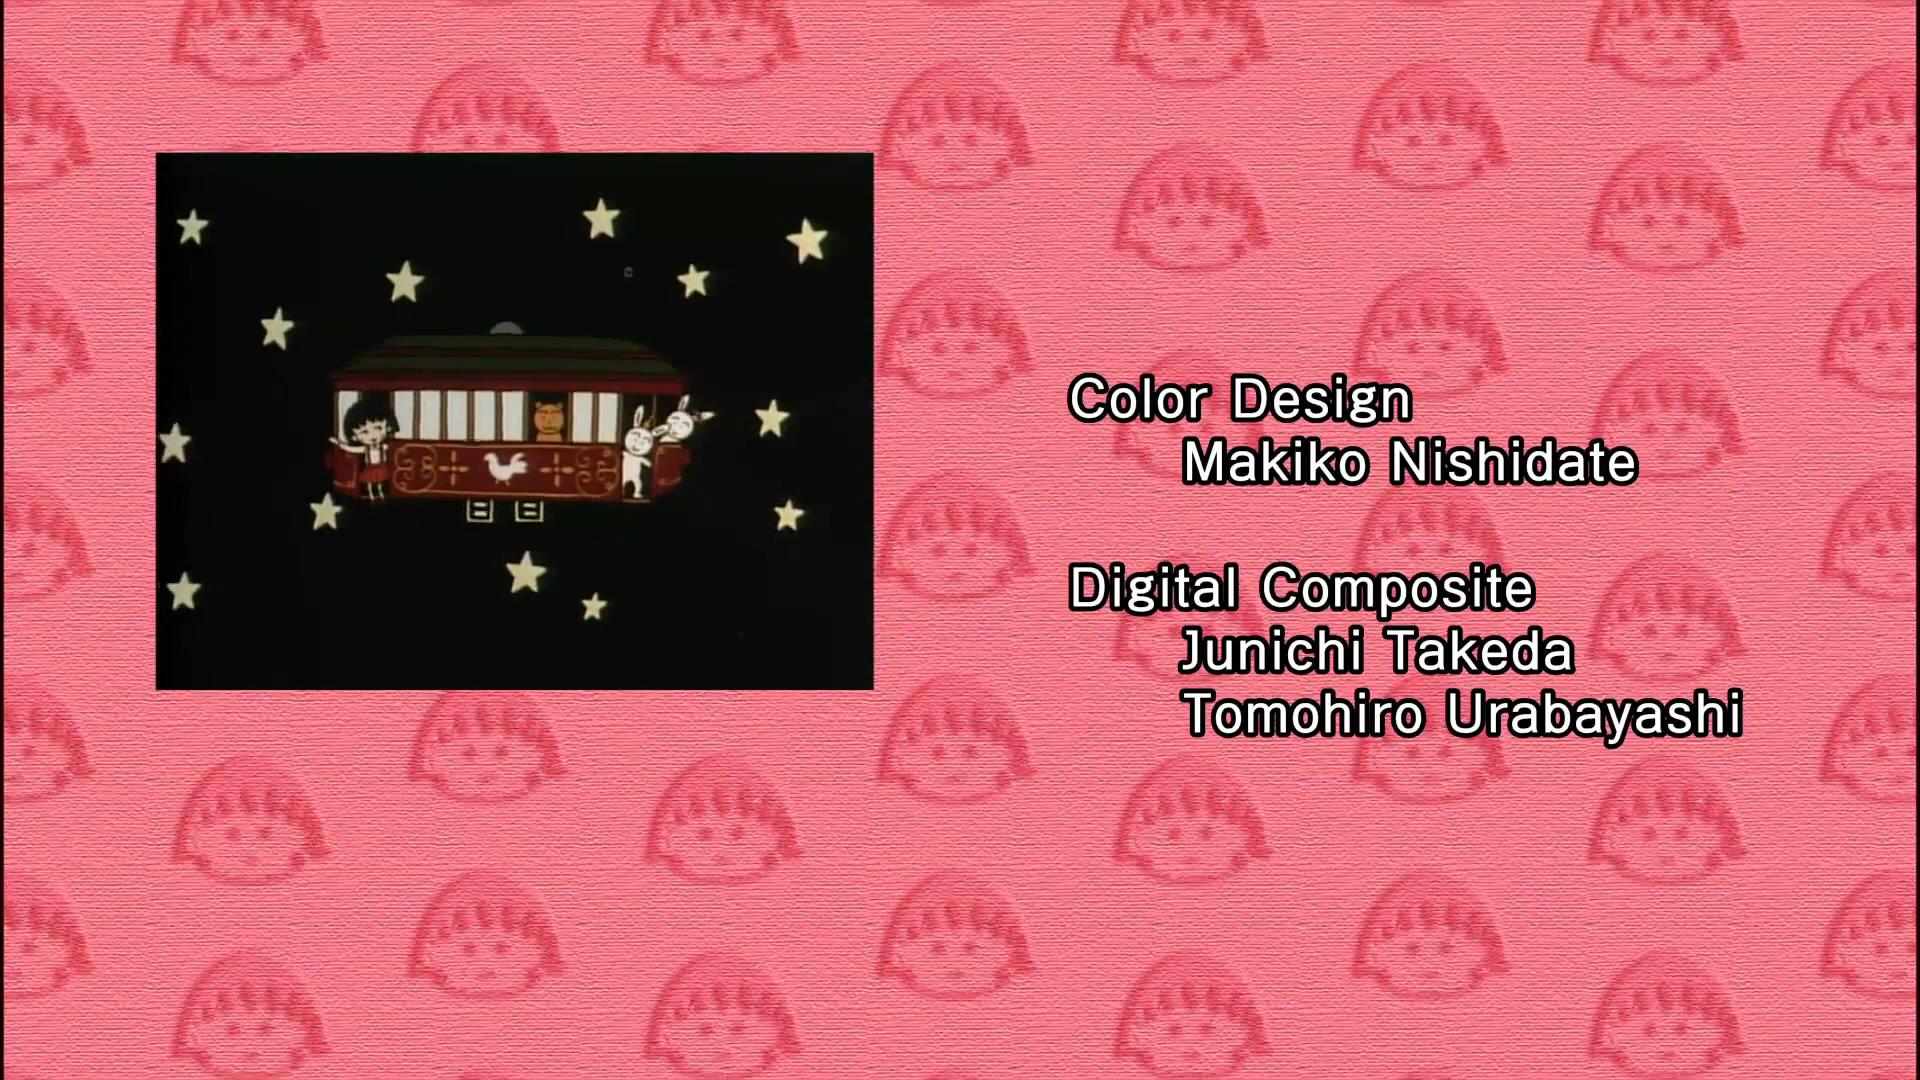 Color Design
Makiko Nishidate
Digital Composite
Junichi Takeda
Tomohiro Urabayashi